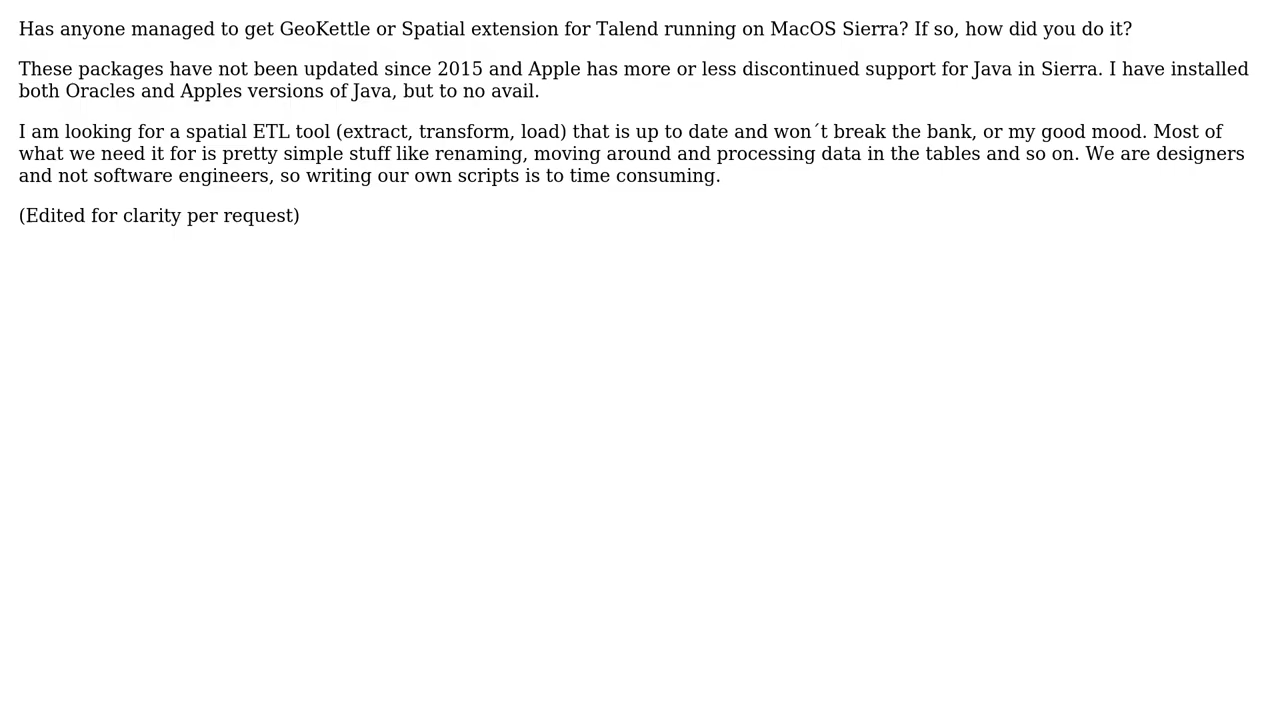 Has anyone managed to get GeoKettle or Spatial extension for Talend running on MacOS Sierra? If so, how did you do it?
These packages have not been updated since 2015 and Apple has more or less discontinued support for Java in Sierra. I have installed
both Oracles and Apples versions of Java, but to no avail.
I am looking for a spatial ETL tool (extract, transform, load) that is up to date and won´t break the bank, or my good mood. Most of
what we need it for is pretty simple stuff like renaming, moving around and processing data in the tables and so on. We are designers
and not software engineers, so writing our own scripts is to time consuming.
(Edited for clarity per request)